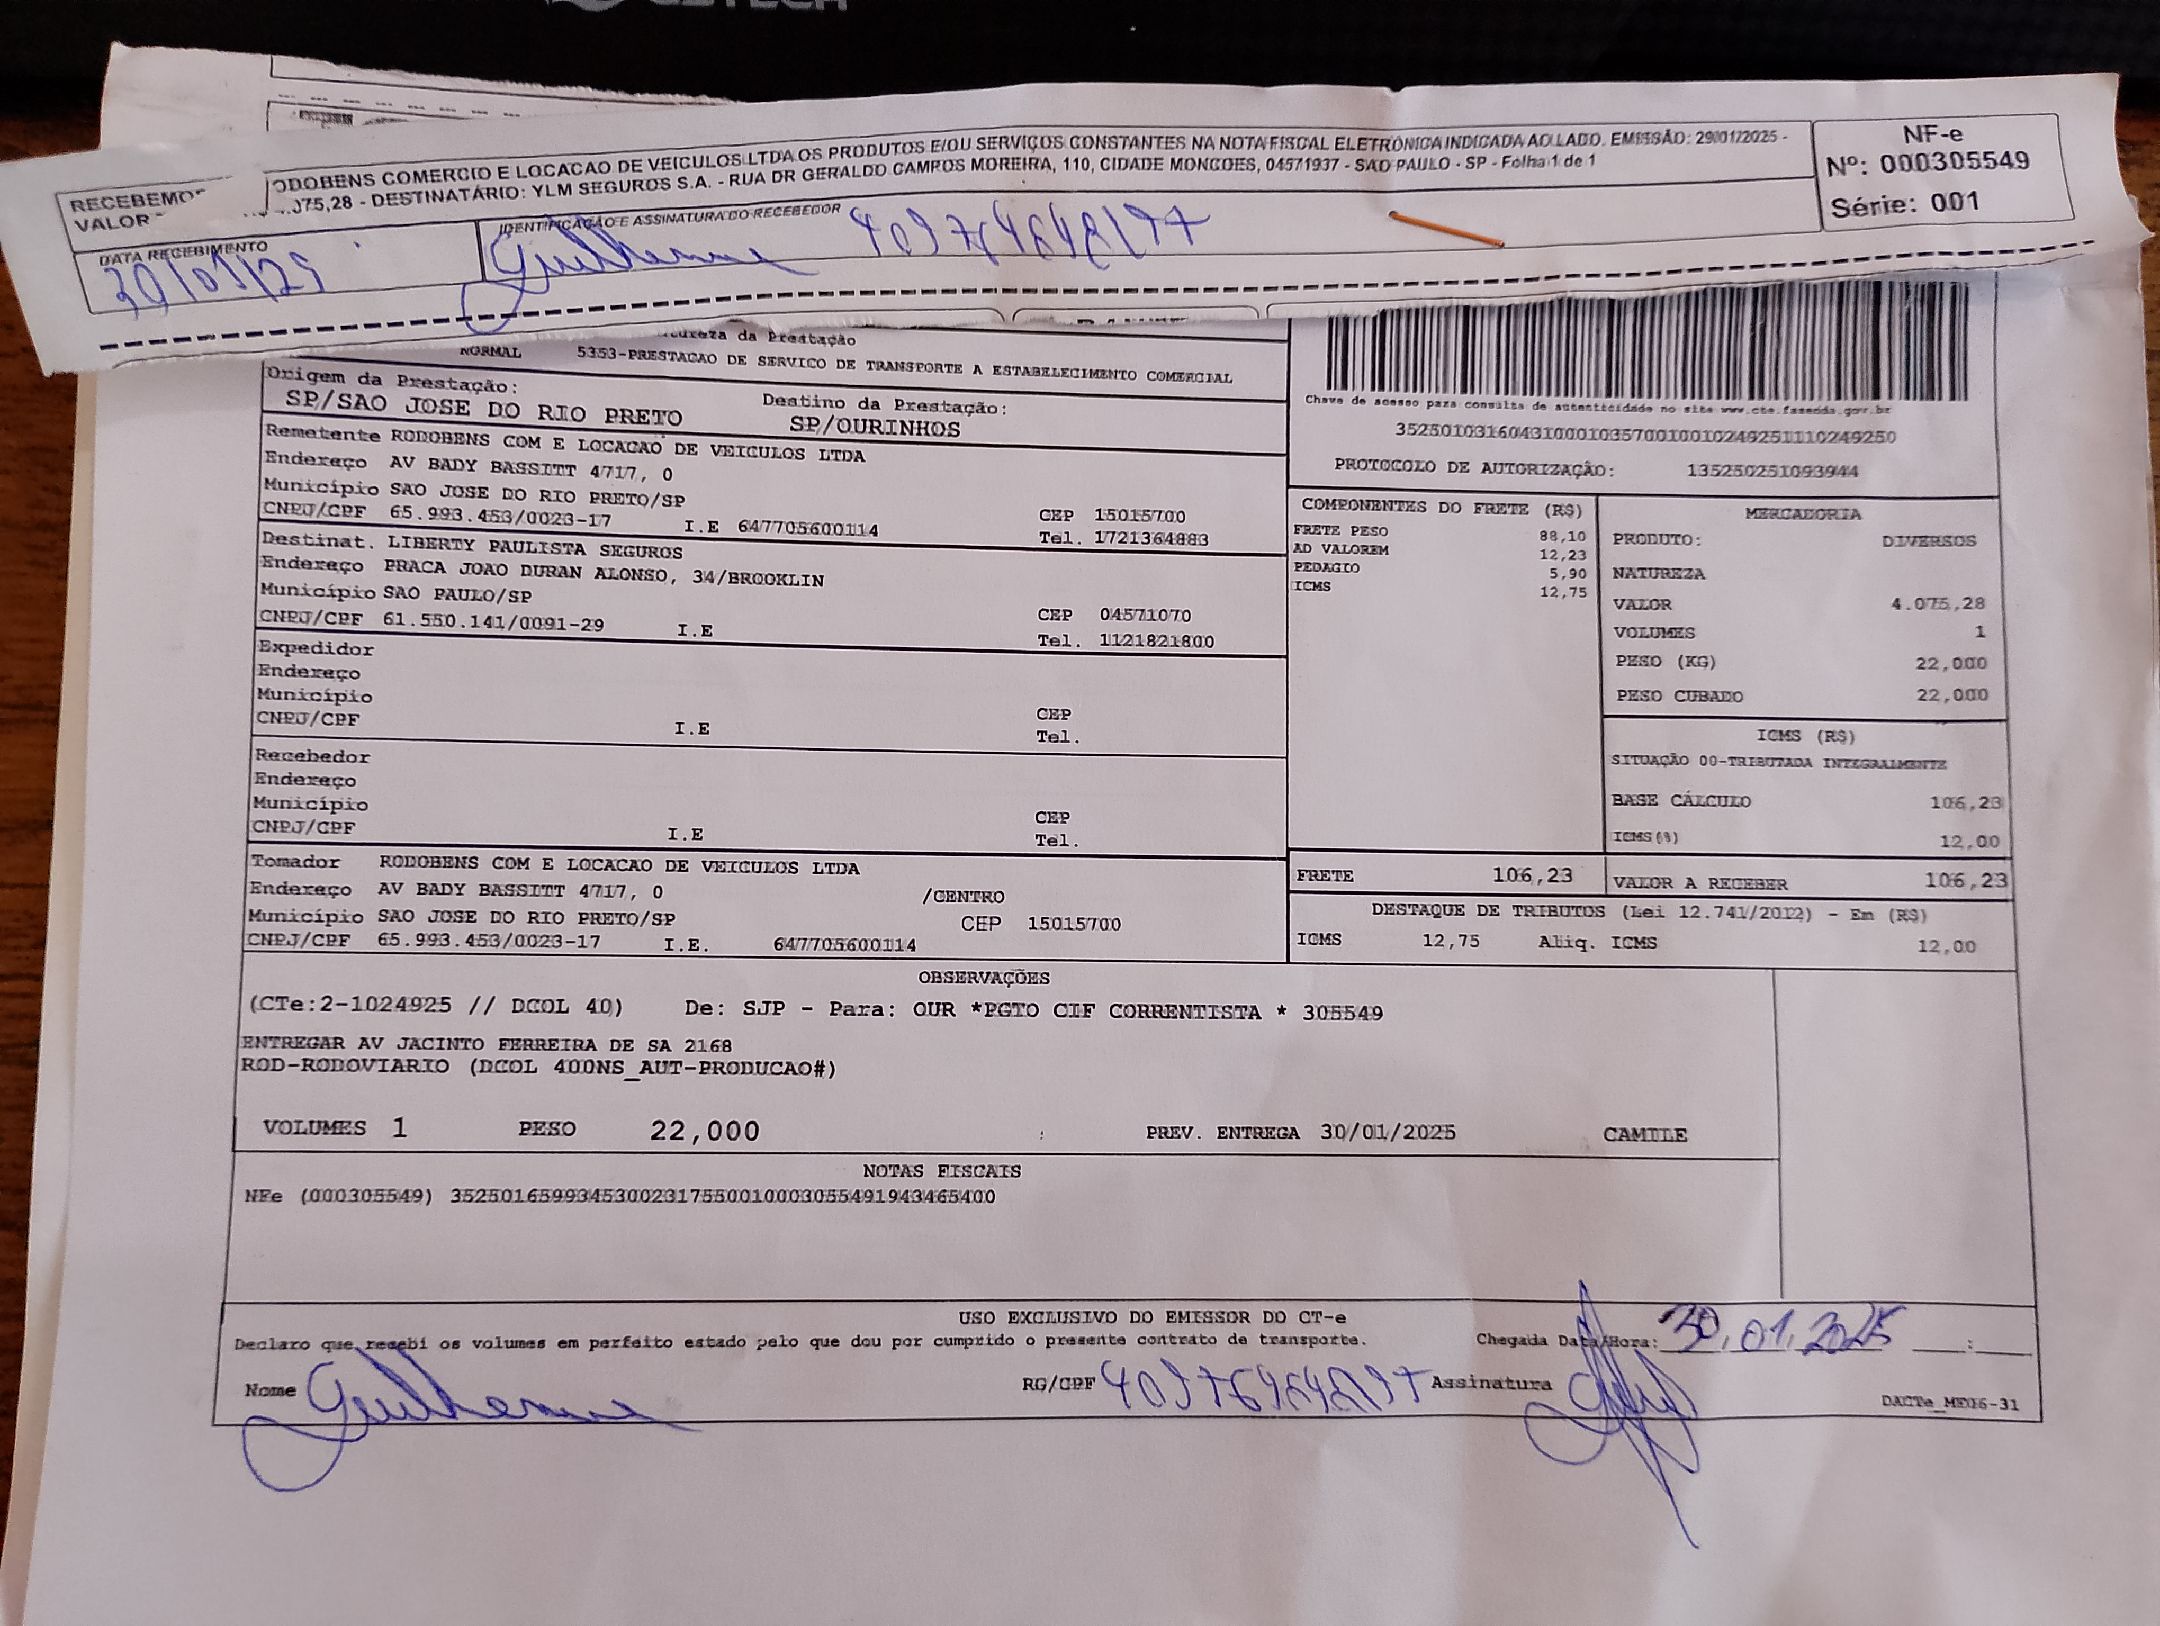 RECEBEMO
ODOBENS COMERCIO E LOCACAO DE VEICULOS LTDA OS PRODUTOS E/OU SERVIÇOS CONSTANTES NA NOTA FISCAL ELETRÔNICA INDICADA AO LADO. EMISSÃO: 29/01/2025 -
VALOR
.075,28 - DESTINATÁRIO: YLM SEGUROS S.A. - RUA DR GERALDO CAMPOS MOREIRA, 110, CIDADE MONCOES, 04571937 - SAO PAULO - SP - Folha 1 de 1
NF-e
Nº: 000305549
Série: 001
DATA RECEBIMENTO
30/01/25
IDENTIFICAÇÃO E ASSINATURA DO RECEBEDOR
Guilherme
ureza da Prestação
NORMAL 5353-PRESTACAO DE SERVICO DE TRANSPORTE A ESTABELECIMENTO COMERCIAL
Origem da Prestação:
SP/SAO JOSE DO RIO PRETO
Destino da Prestação:
SP/OURINHOS
Chave de acesso para consulta de autenticidade no site www.cte.fazenda.gov.br
35250103160431000103570010010249251110249250
PROTOCOLO DE AUTORIZAÇÃO: 135250251093944
Remetente RODOBENS COM E LOCACAO DE VEICULOS LTDA
Endereço AV BADY BASSITT 4717, 0
Município SAO JOSE DO RIO PRETO/SP
CEP 15015700
CNPJ/CPF 65.993.453/0023-17 I.E 647705600114
Tel. 1721364883
Destinat. LIBERTY PAULISTA SEGUROS
Endereço PRACA JOAO DURAN ALONSO, 34/BROOKLIN
Município SAO PAULO/SP
CEP 04571070
CNPJ/CPF 61.550.141/0091-29 I.E
Tel. 1121821800
Expedidor
Endereço
Município
CEP
CNPJ/CPF I.E
Tel.
Recebedor
Endereço
Município
CEP
CNPJ/CPF I.E
Tel.
Tomador RODOBENS COM E LOCACAO DE VEICULOS LTDA
Endereço AV BADY BASSITT 4717, 0 /CENTRO
Município SAO JOSE DO RIO PRETO/SP CEP 15015700
CNPJ/CPF 65.993.453/0023-17 I.E. 647705600114
COMPONENTES DO FRETE (R$)
FRETE PESO 88,10
AD VALOREM 12,23
PEDAGIO 5,90
ICMS 12,75
MERCADORIA
PRODUTO: DIVERSOS
NATUREZA
VALOR 4.075,28
VOLUMES 1
PESO (KG) 22,000
PESO CUBADO 22,000
ICMS (R$)
SITUAÇÃO 00-TRIBUTADA INTEGRALMENTE
BASE CÁLCULO 106,23
ICMS(%) 12,00
FRETE 106,23
VALOR A RECEBER 106,23
DESTAQUE DE TRIBUTOS (Lei 12.741/2012) - Em (R$)
ICMS 12,75 Aliq. ICMS 12,00
OBSERVAÇÕES
(CTe:2-1024925 // DCOL 40) De: SJP - Para: OUR *PGTO CIF CORRENTISTA * 305549
ENTREGAR AV JACINTO FERREIRA DE SA 2168
ROD-RODOVIARIO (DCOL 400NS_AUT-PRODUCAO#)
VOLUMES 1 PESO 22,000 : PREV. ENTREGA 30/01/2025 CAMILE
NOTAS FISCAIS
NFe (000305549) 35250165993453002317550010003055491943465400
USO EXCLUSIVO DO EMISSOR DO CT-e
Declaro que recebi os volumes em perfeito estado pelo que dou por cumprido o presente contrato de transporte.
Chegada Data/Hora: 30.01.2025 ___:___
Nome Guilherme RG/CPF Assinatura
DACTe_ME06-31